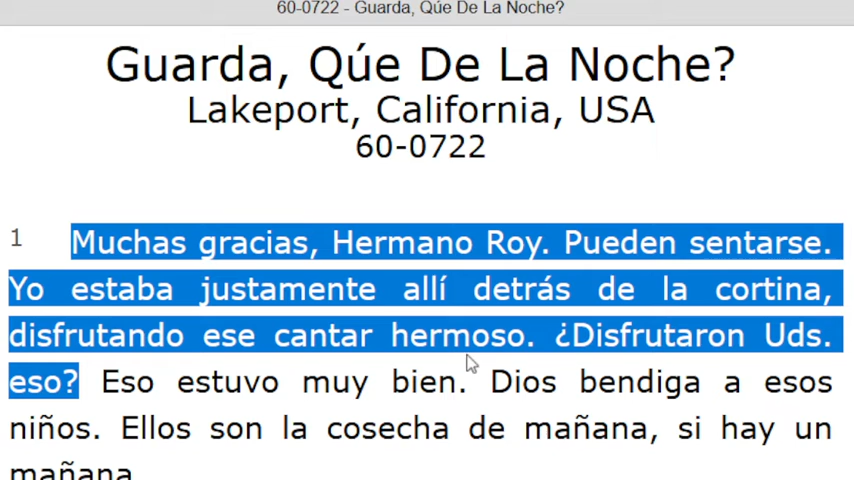 60-0722 - Guarda, Qúe De La Noche?
Guarda, Qúe De La Noche?
Lakeport, California, USA
60-0722
1 Muchas gracias, Hermano Roy. Pueden sentarse.
Yo estaba justamente allí detrás de la cortina,
disfrutando ese cantar hermoso. ¿Disfrutaron Uds.
eso? Eso estuvo muy bien. Dios bendiga a esos
niños. Ellos son la cosecha de mañana, si hay un
mañana.